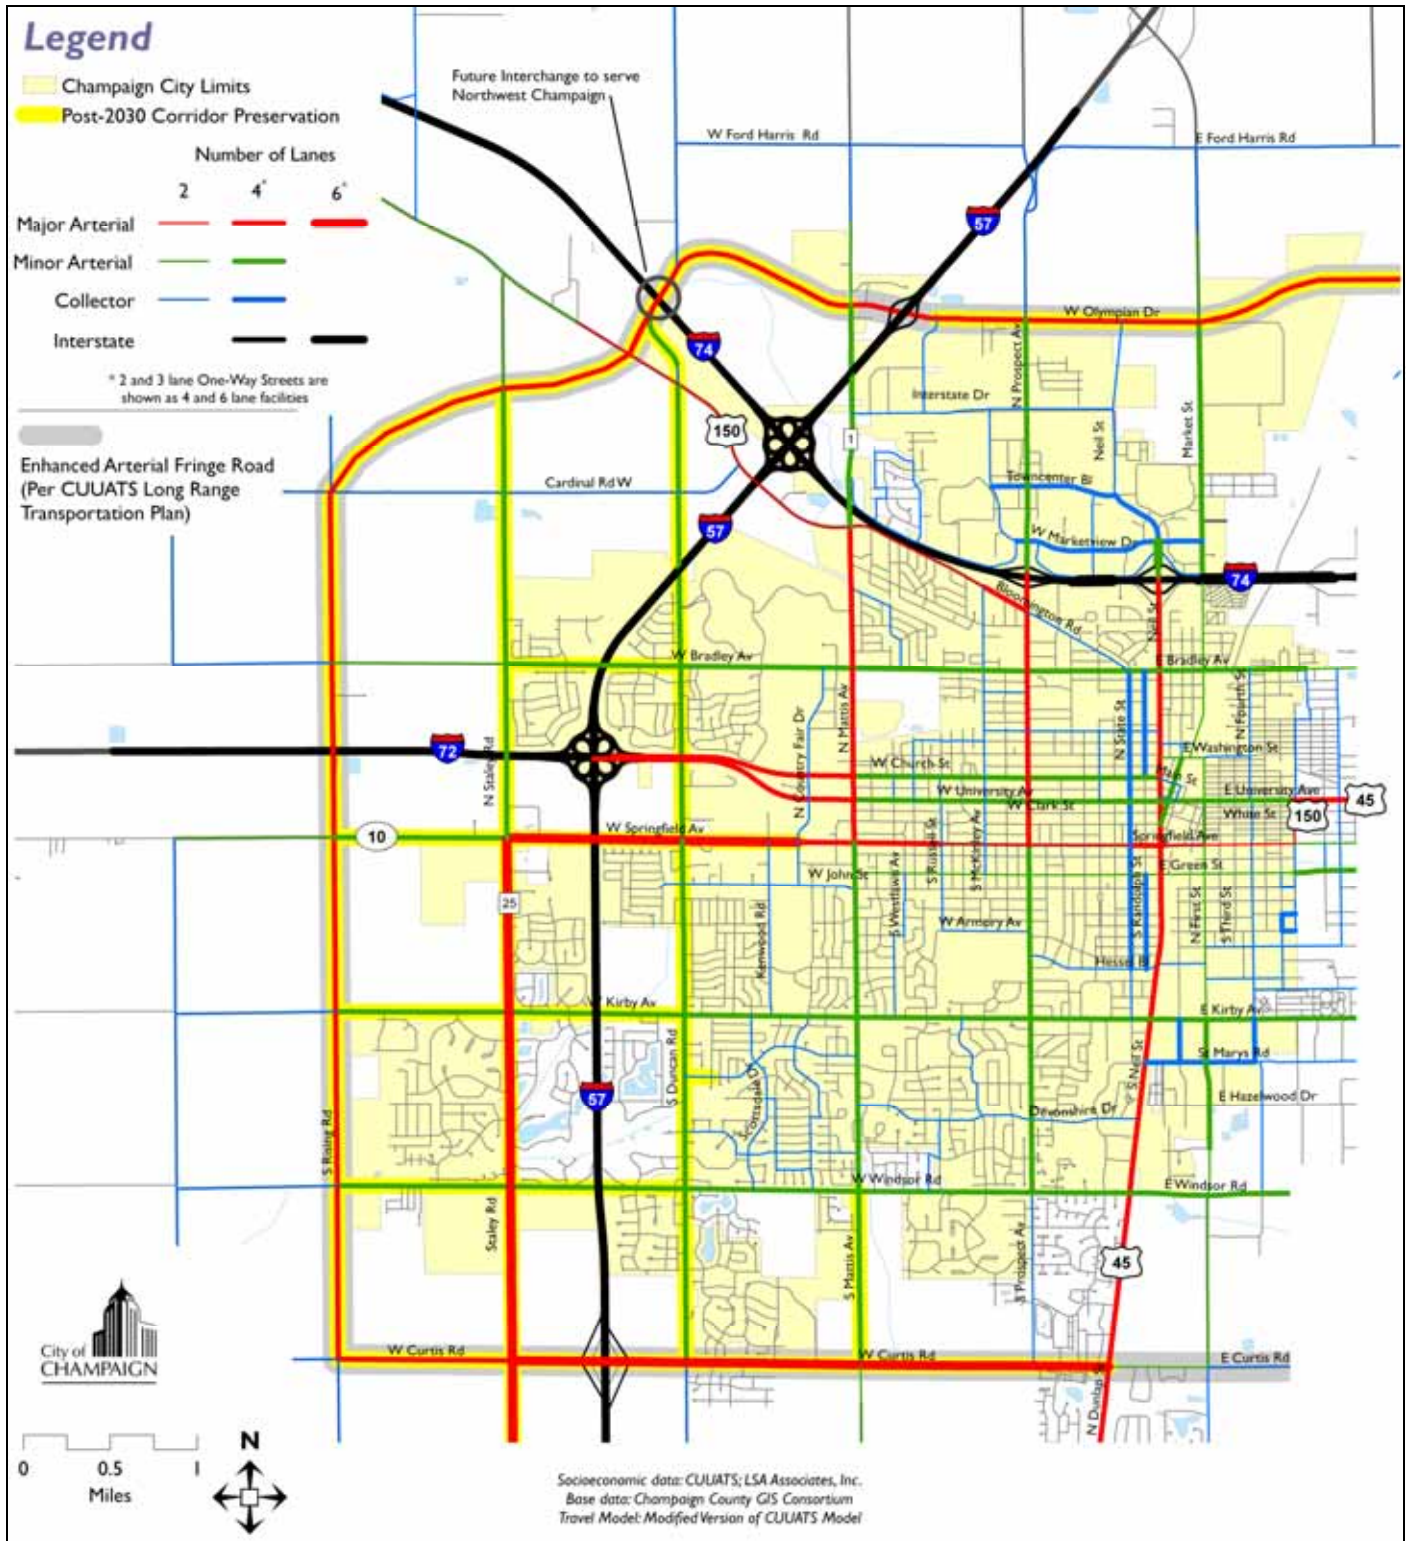 Legend
Champaign City Limits
Post-2030 Corridor Preservation
Number of Lanes
2 4* 6*
Major Arterial
Minor Arterial
Collector
Interstate
* 2 and 3 lane One-Way Streets are
shown as 4 and 6 lane facilities
Enhanced Arterial Fringe Road
(Per CUUATS Long Range
Transportation Plan)
Future Interchange to serve
Northwest Champaign
W Ford Harris Rd
E Ford Harris Rd
57
W Olympian Dr
74
N Prospect Av
Interstate Dr
150
1
Neil St
Market St
Cardinal Rd W
Towncenter Bl
57
W Marketview Dr
74
Bloomington Rd
Neil St
W Bradley Av
E Bradley Av
N Mattis Av
N State St
N Fourth St
72
N Staley Rd
N Country Fair Dr
W Church St
E Washington St
Main St
W University Av
E University Ave
45
W Clark St
White St
150
10
W Springfield Av
Springfield Ave
S Russell St
S McKinley Av
E Green St
W John St
25
S Westlawn Av
S Randolph St
N First St
S Third St
Kenwood Rd
W Armory Av
Hessel Bl
W Kirby Av
E Kirby Av
S Duncan Rd
S Neil St
St Marys Rd
57
Scottsdale Dr
Devonshire Dr
E Hazelwood Dr
S Rising Rd
W Windsor Rd
E Windsor Rd
Staley Rd
S Mattis Av
S Prospect Av
45
W Curtis Rd
W Curtis Rd
E Curtis Rd
N Dunlap St
City of
CHAMPAIGN
N
0 0.5 1
Miles
Socioeconomic data: CUUATS; LSA Associates, Inc.
Base data: Champaign County GIS Consortium
Travel Model: Modified Version of CUUATS Model